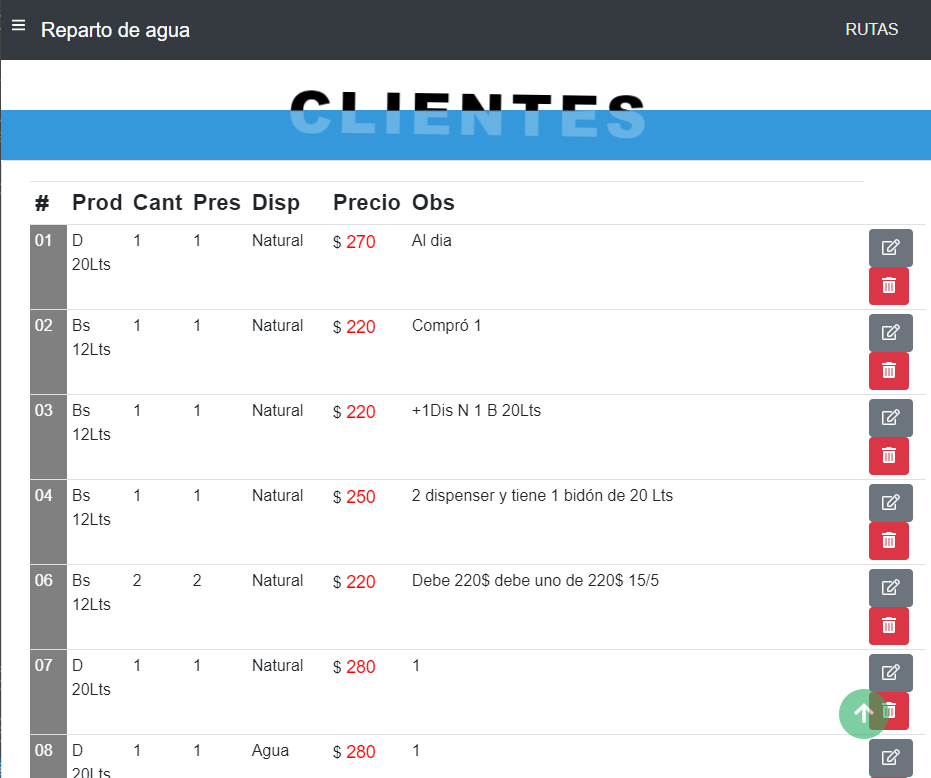 Reparto de agua RUTAS
CLIENTES
# Prod Cant Pres Disp Precio Obs
01 D 1 1 Natural $ 270 Al dia
20Lts
02 Bs 1 1 Natural $ 220 Compró 1
12Lts
03 Bs 1 1 Natural $ 220 +1Dis N 1 B 20Lts
12Lts
04 Bs 1 1 Natural $ 250 2 dispenser y tiene 1 bidón de 20 Lts
12Lts
06 Bs 2 2 Natural $ 220 Debe 220$ debe uno de 220$ 15/5
12Lts
07 D 1 1 Natural $ 280 1
20Lts
08 D 1 1 Agua $ 280 1
20Lts